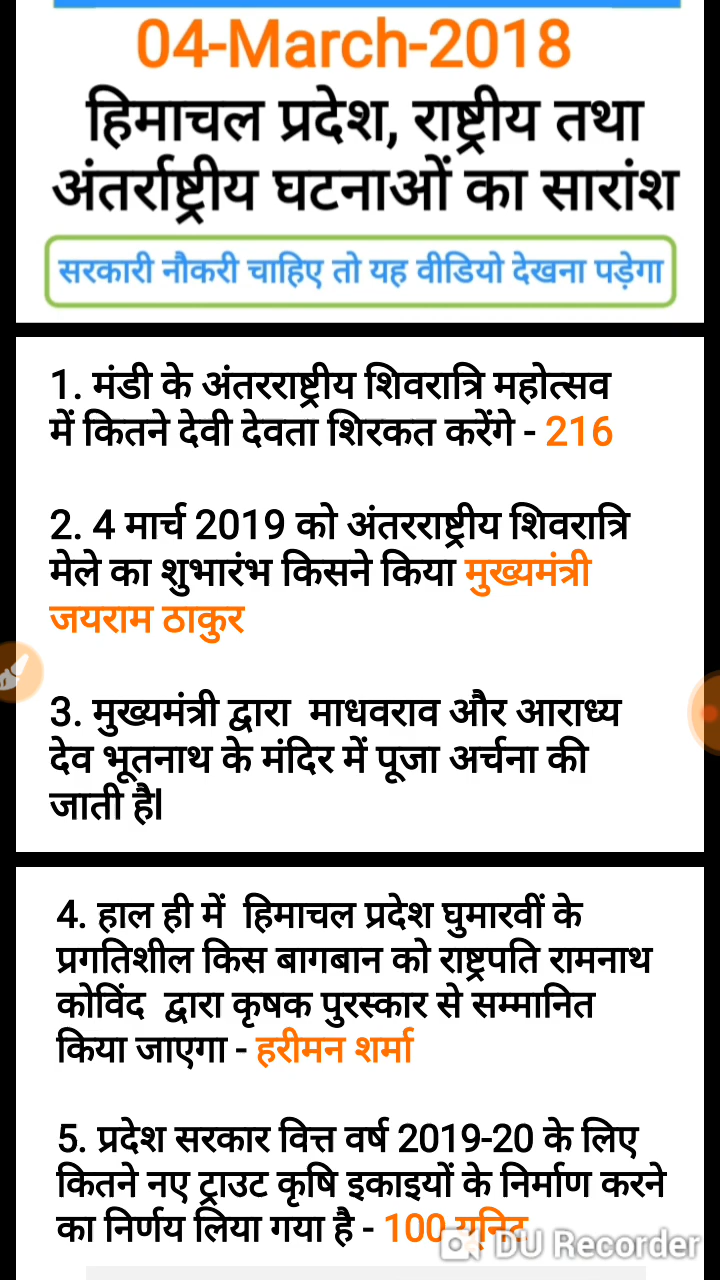 04-March-2018
हिमाचल प्रदेश, राष्ट्रीय तथा
अंतर्राष्ट्रीय घटनाओं का सारांश
सरकारी नौकरी चाहिए तो यह वीडियो देखना पड़ेगा
1. मंडी के अंतरराष्ट्रीय शिवरात्रि महोत्सव
में कितने देवी देवता शिरकत करेंगे - 216
2. 4 मार्च 2019 को अंतरराष्ट्रीय शिवरात्रि
मेले का शुभारंभ किसने किया मुख्यमंत्री
जयराम ठाकुर
3. मुख्यमंत्री द्वारा माधवराव और आराध्य
देव भूतनाथ के मंदिर में पूजा अर्चना की
जाती है।
4. हाल ही में हिमाचल प्रदेश घुमारवीं के
प्रगतिशील किस बागबान को राष्ट्रपति रामनाथ
कोविंद द्वारा कृषक पुरस्कार से सम्मानित
किया जाएगा - हरीमन शर्मा
5. प्रदेश सरकार वित्त वर्ष 2019-20 के लिए
कितने नए ट्राउट कृषि इकाइयों के निर्माण करने
का निर्णय लिया गया है - 100 यूनिट
DU Recorder